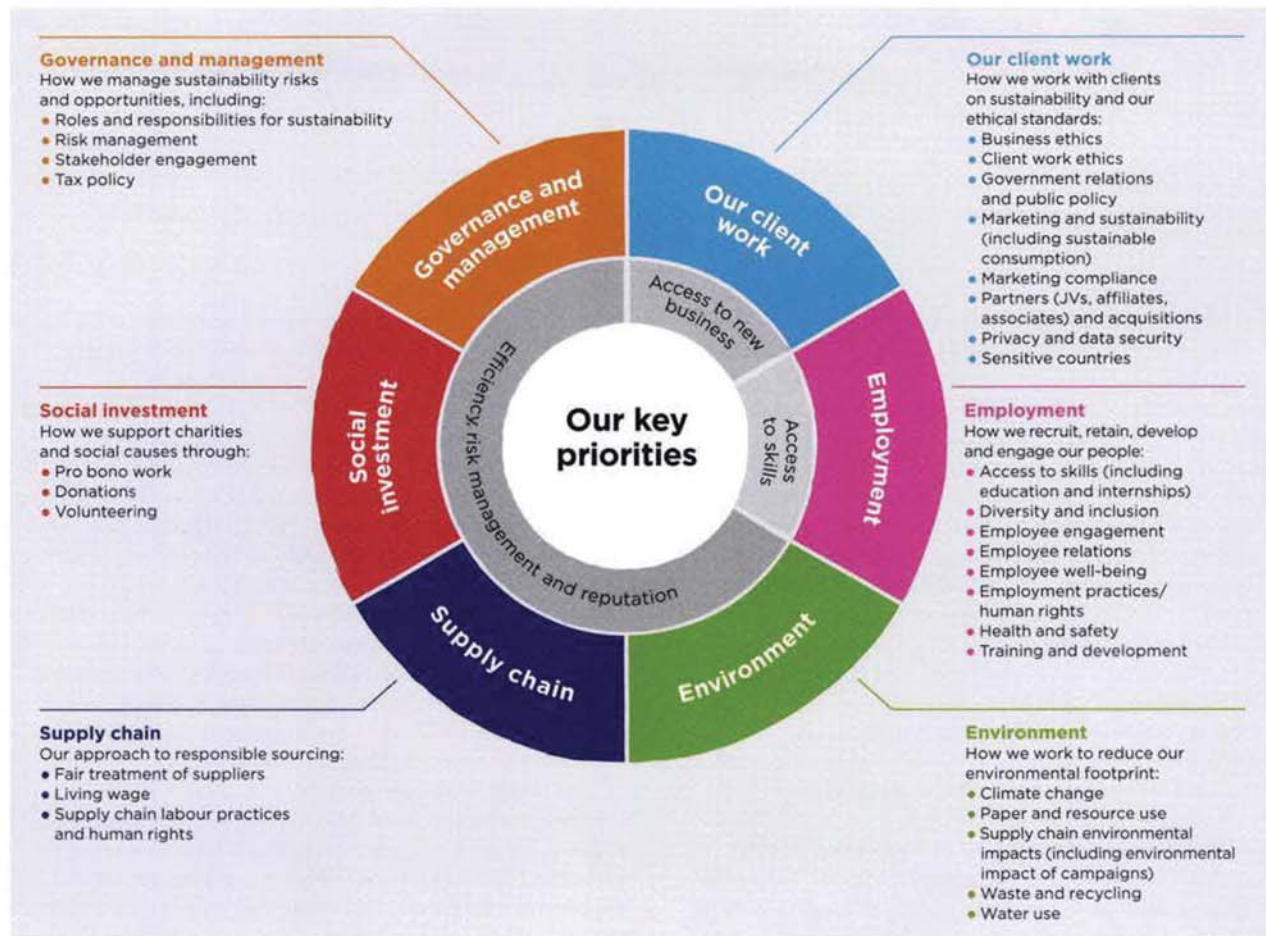 Governance and management
How we manage sustainability risks
and opportunities, including:
• Roles and responsibilities for sustainability
• Risk management
• Stakeholder engagement
• Tax policy
Social investment
How we support charities
and social causes through:
• Pro bono work
• Donations
• Volunteering
Supply chain
Our approach to responsible sourcing:
• Fair treatment of suppliers
• Living wage
• Supply chain labour practices
and human rights
Governance and
management
Our client
work
Social
investment
Employment
Supply chain
Environment
Access to new
business
Access
to skills
Efficiency, risk management and reputation
Our key
priorities
Our client work
How we work with clients
on sustainability and our
ethical standards:
• Business ethics
• Client work ethics
• Government relations
and public policy
• Marketing and sustainability
(including sustainable
consumption)
• Marketing compliance
• Partners (JVs, affiliates,
associates) and acquisitions
• Privacy and data security
• Sensitive countries
Employment
How we recruit, retain, develop
and engage our people:
• Access to skills (including
education and internships)
• Diversity and inclusion
• Employee engagement
• Employee relations
• Employee well-being
• Employment practices/
human rights
• Health and safety
• Training and development
Environment
How we work to reduce our
environmental footprint:
• Climate change
• Paper and resource use
• Supply chain environmental
impacts (including environmental
impact of campaigns)
• Waste and recycling
• Water use